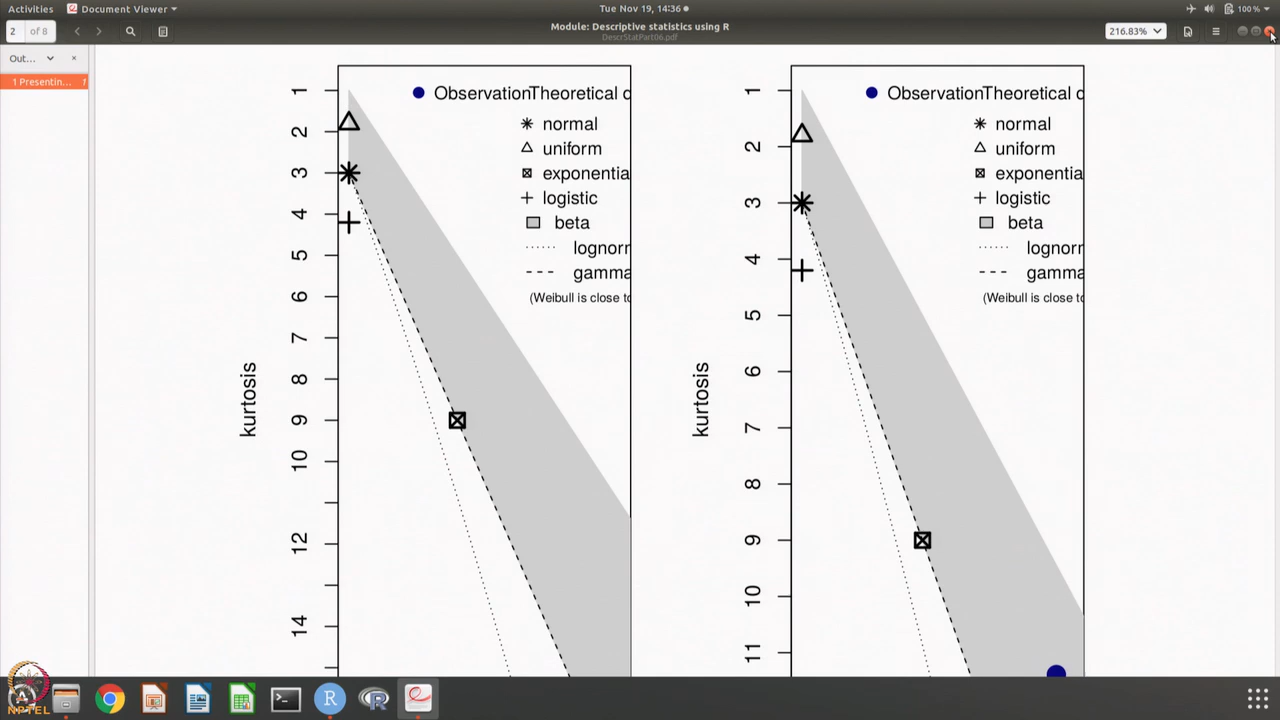 Activities
Document Viewer
Tue Nov 19, 14:36
100 %
2
of 8
Module: Descriptive statistics using R
DescrStatPart06.pdf
216.83%
Out...
1 Presentin...
1
ObservationTheoretical d
normal
uniform
exponentia
logistic
beta
lognorr
gamma
(Weibull is close to
kurtosis
1
2
3
4
5
6
7
8
9
10
12
14
ObservationTheoretical d
normal
uniform
exponentia
logistic
beta
lognorr
gamma
(Weibull is close to
kurtosis
1
2
3
4
5
6
7
8
9
10
11
NPTEL